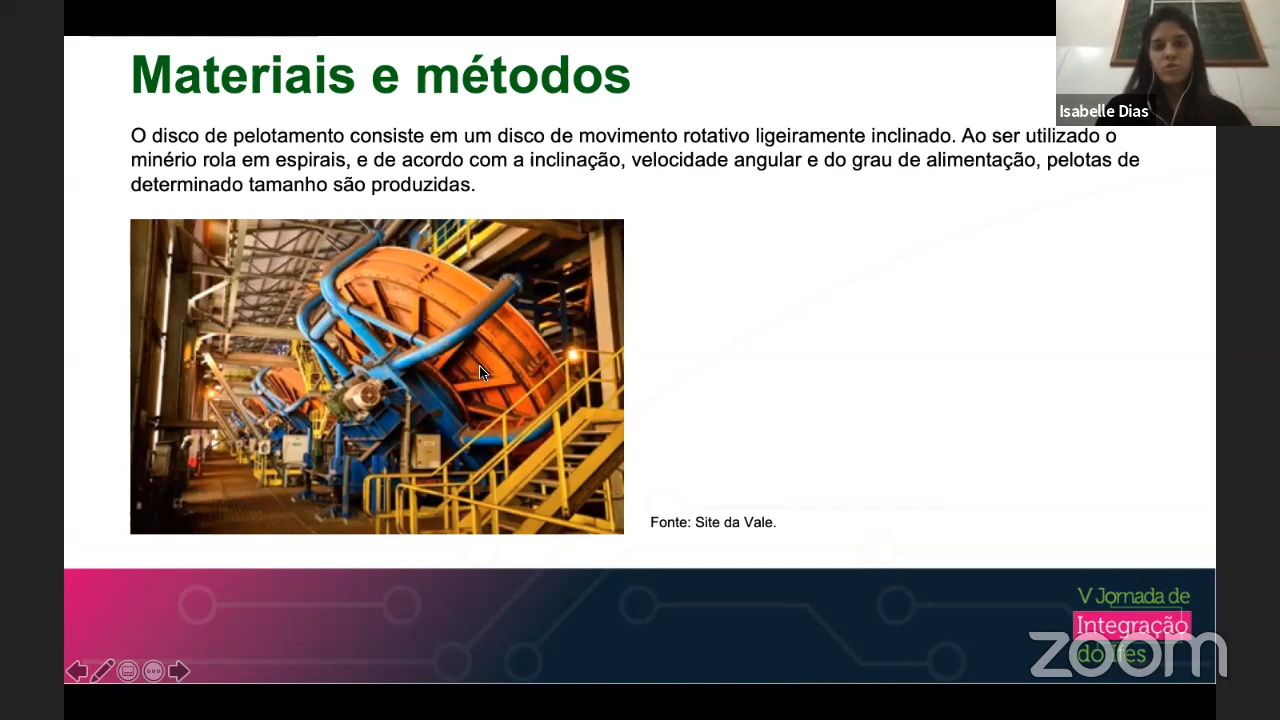 Materiais e métodos
Isabelle Dias
O disco de pelotamento consiste em um disco de movimento rotativo ligeiramente inclinado. Ao ser utilizado o
minério rola em espirais, e de acordo com a inclinação, velocidade angular e do grau de alimentação, pelotas de
determinado tamanho são produzidas.
Fonte: Site da Vale.
V Jornada de
Integração
do Ifes
zoom